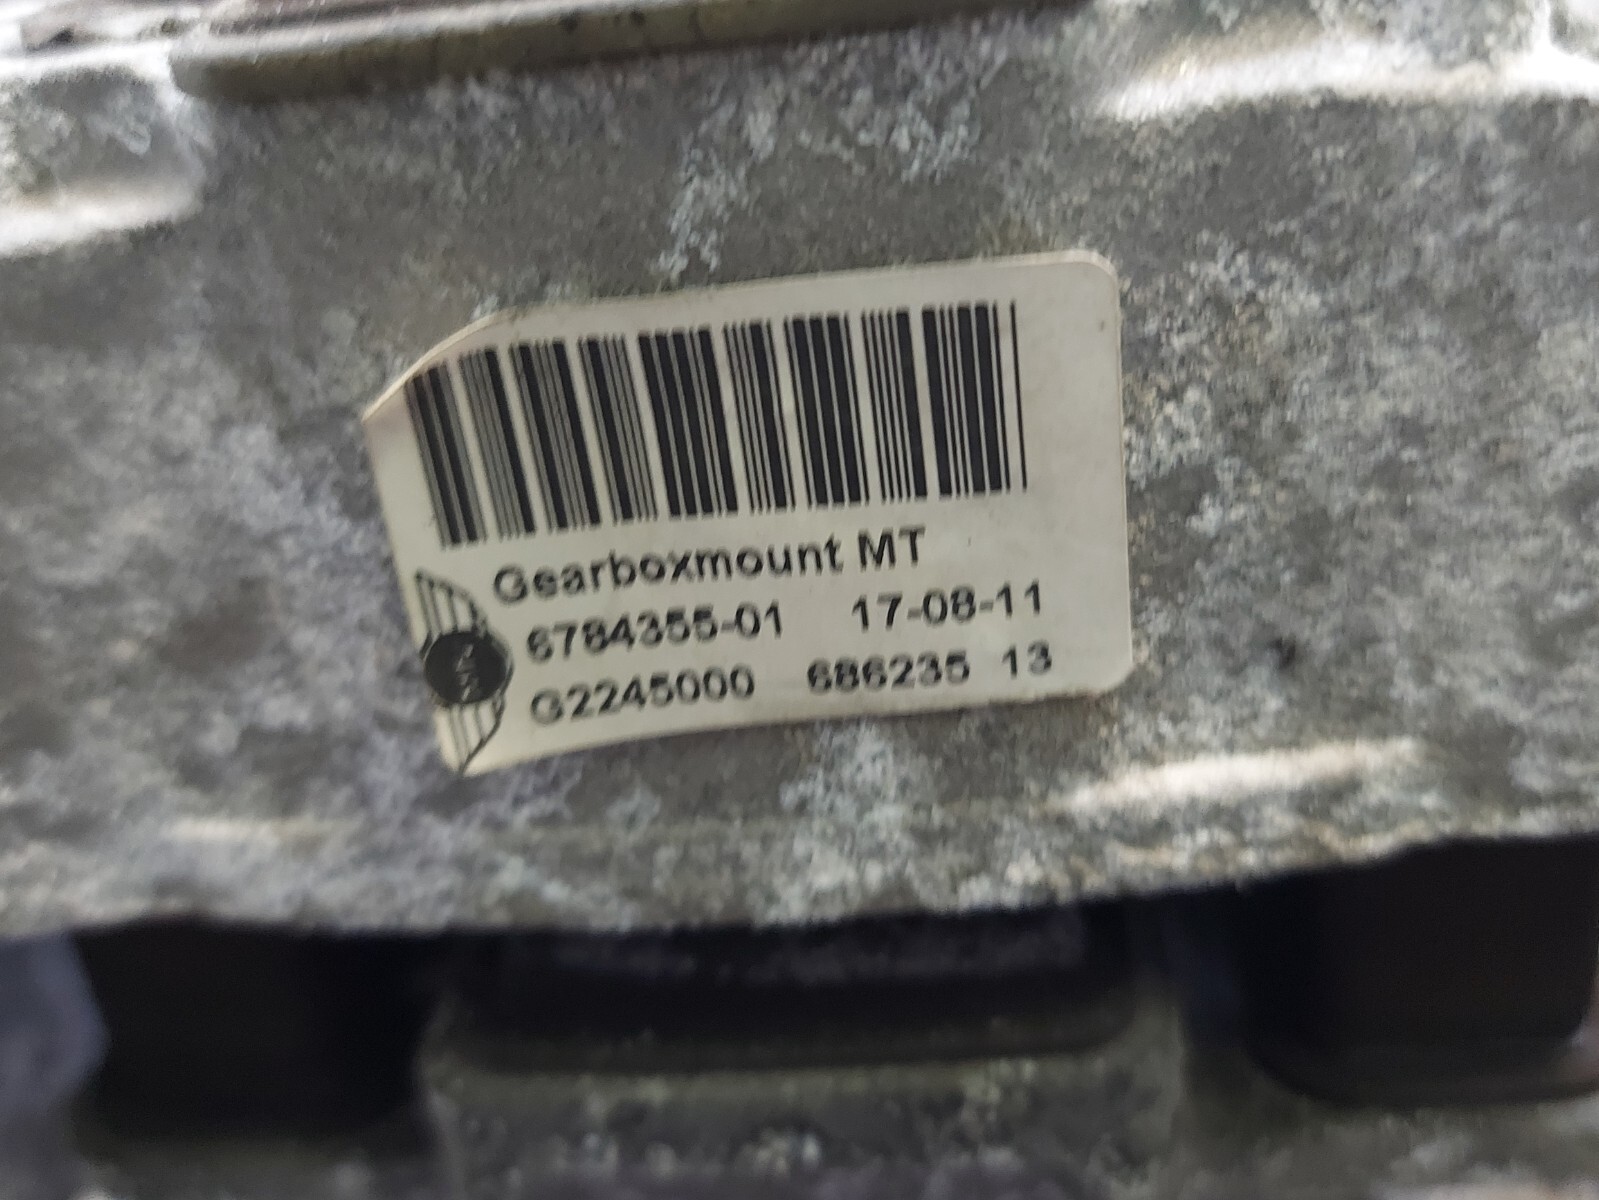 Gearboxmount MT
6784355-01 17-08-11
G2245000 686235 13